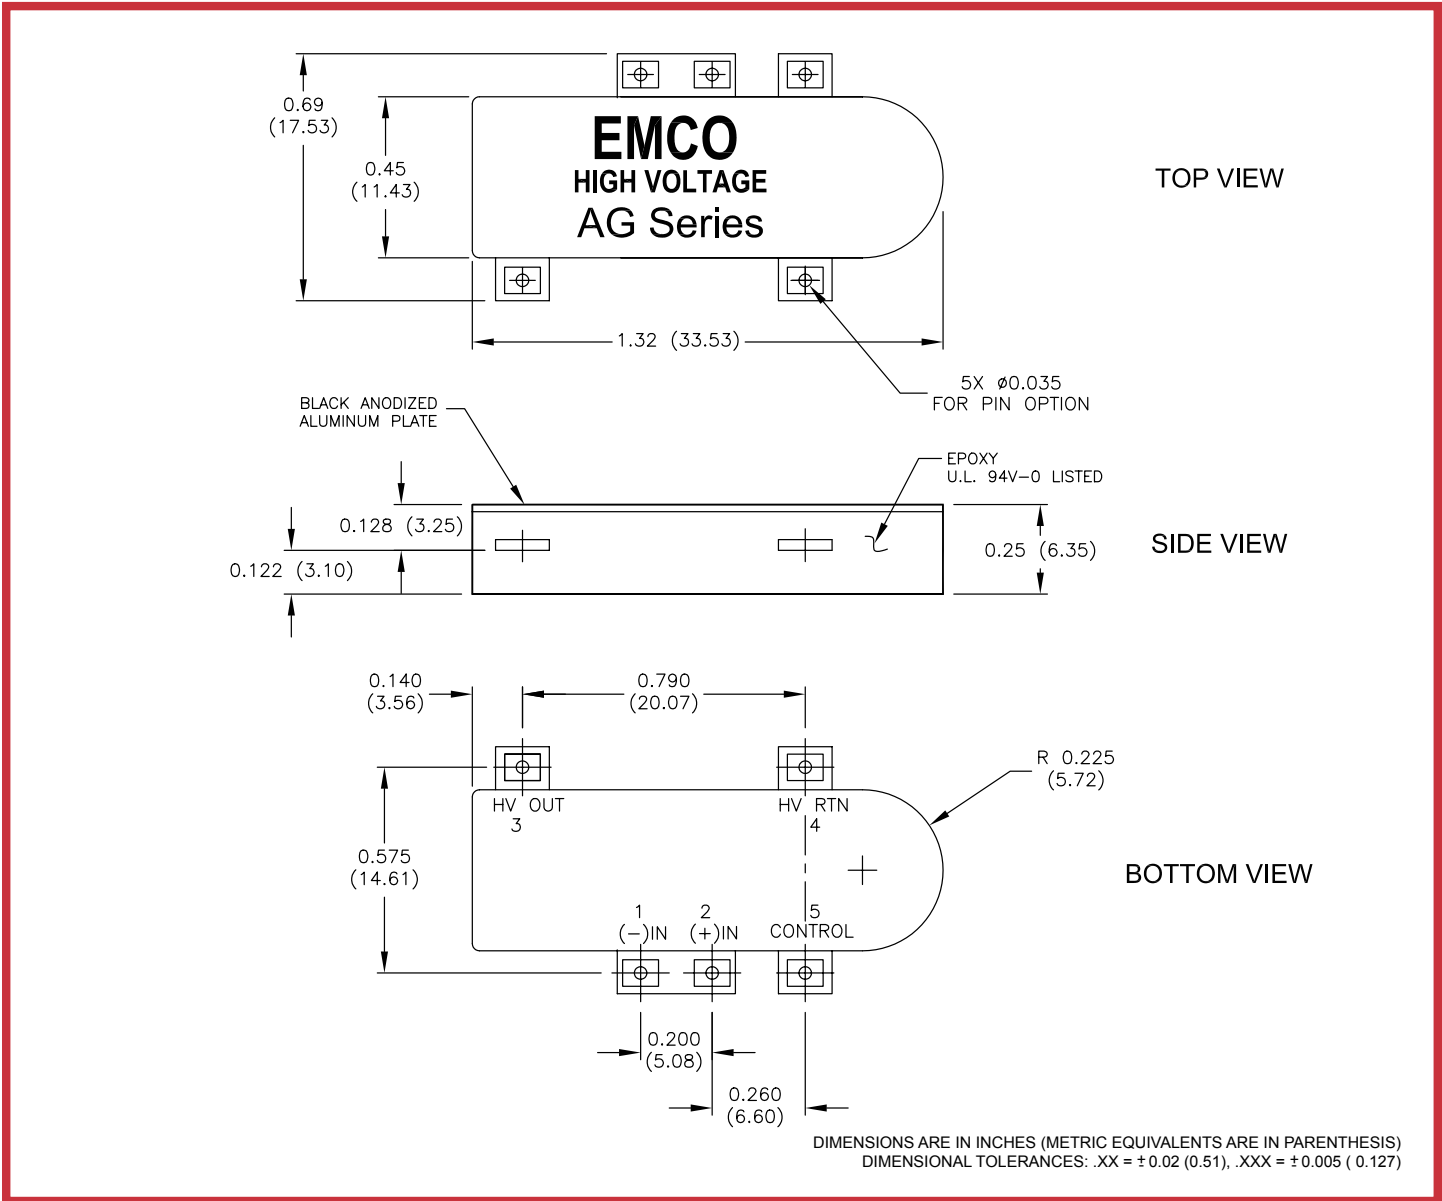 0.69
(17.53)
0.45
(11.43)
EMCO
HIGH VOLTAGE
AG Series
TOP VIEW
1.32 (33.53)
5X ø0.035
FOR PIN OPTION
BLACK ANODIZED
ALUMINUM PLATE
EPOXY
U.L. 94V-0 LISTED
0.128 (3.25)
0.122 (3.10)
0.25 (6.35)
SIDE VIEW
0.140
(3.56)
0.790
(20.07)
R 0.225
(5.72)
HV OUT
3
HV RTN
4
0.575
(14.61)
BOTTOM VIEW
1
(-)IN
2
(+)IN
5
CONTROL
0.200
(5.08)
0.260
(6.60)
DIMENSIONS ARE IN INCHES (METRIC EQUIVALENTS ARE IN PARENTHESIS)
DIMENSIONAL TOLERANCES: .XX = ± 0.02 (0.51), .XXX = ± 0.005 ( 0.127)